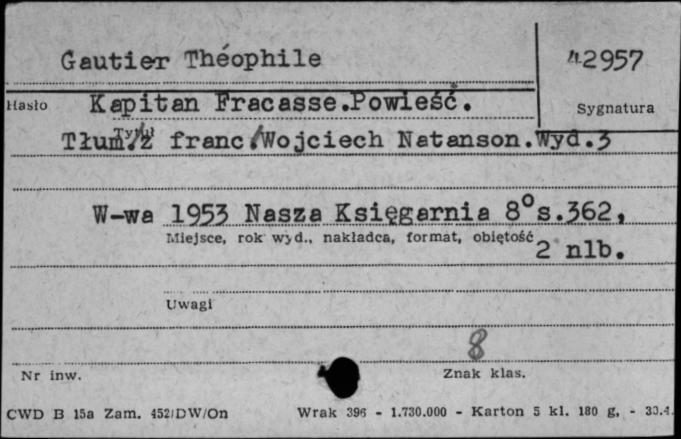 Gautier Théophile
42957
Hasło Kapitan Fracasse.Powieść.
Sygnatura
Tytuł
Tłum./z franc/Wojciech Natanson.Wyd.3
W-wa 1953 Nasza Księgarnia 8° s.362,
Miejsce, rok wyd., nakładca, format, objętość
2 nlb.
Uwagi
8
Nr inw.
Znak klas.
CWD B 15a Zam. 452/DW/On Wrak 396 - 1.730.000 - Karton 5 kl. 180 g, - 30.4.